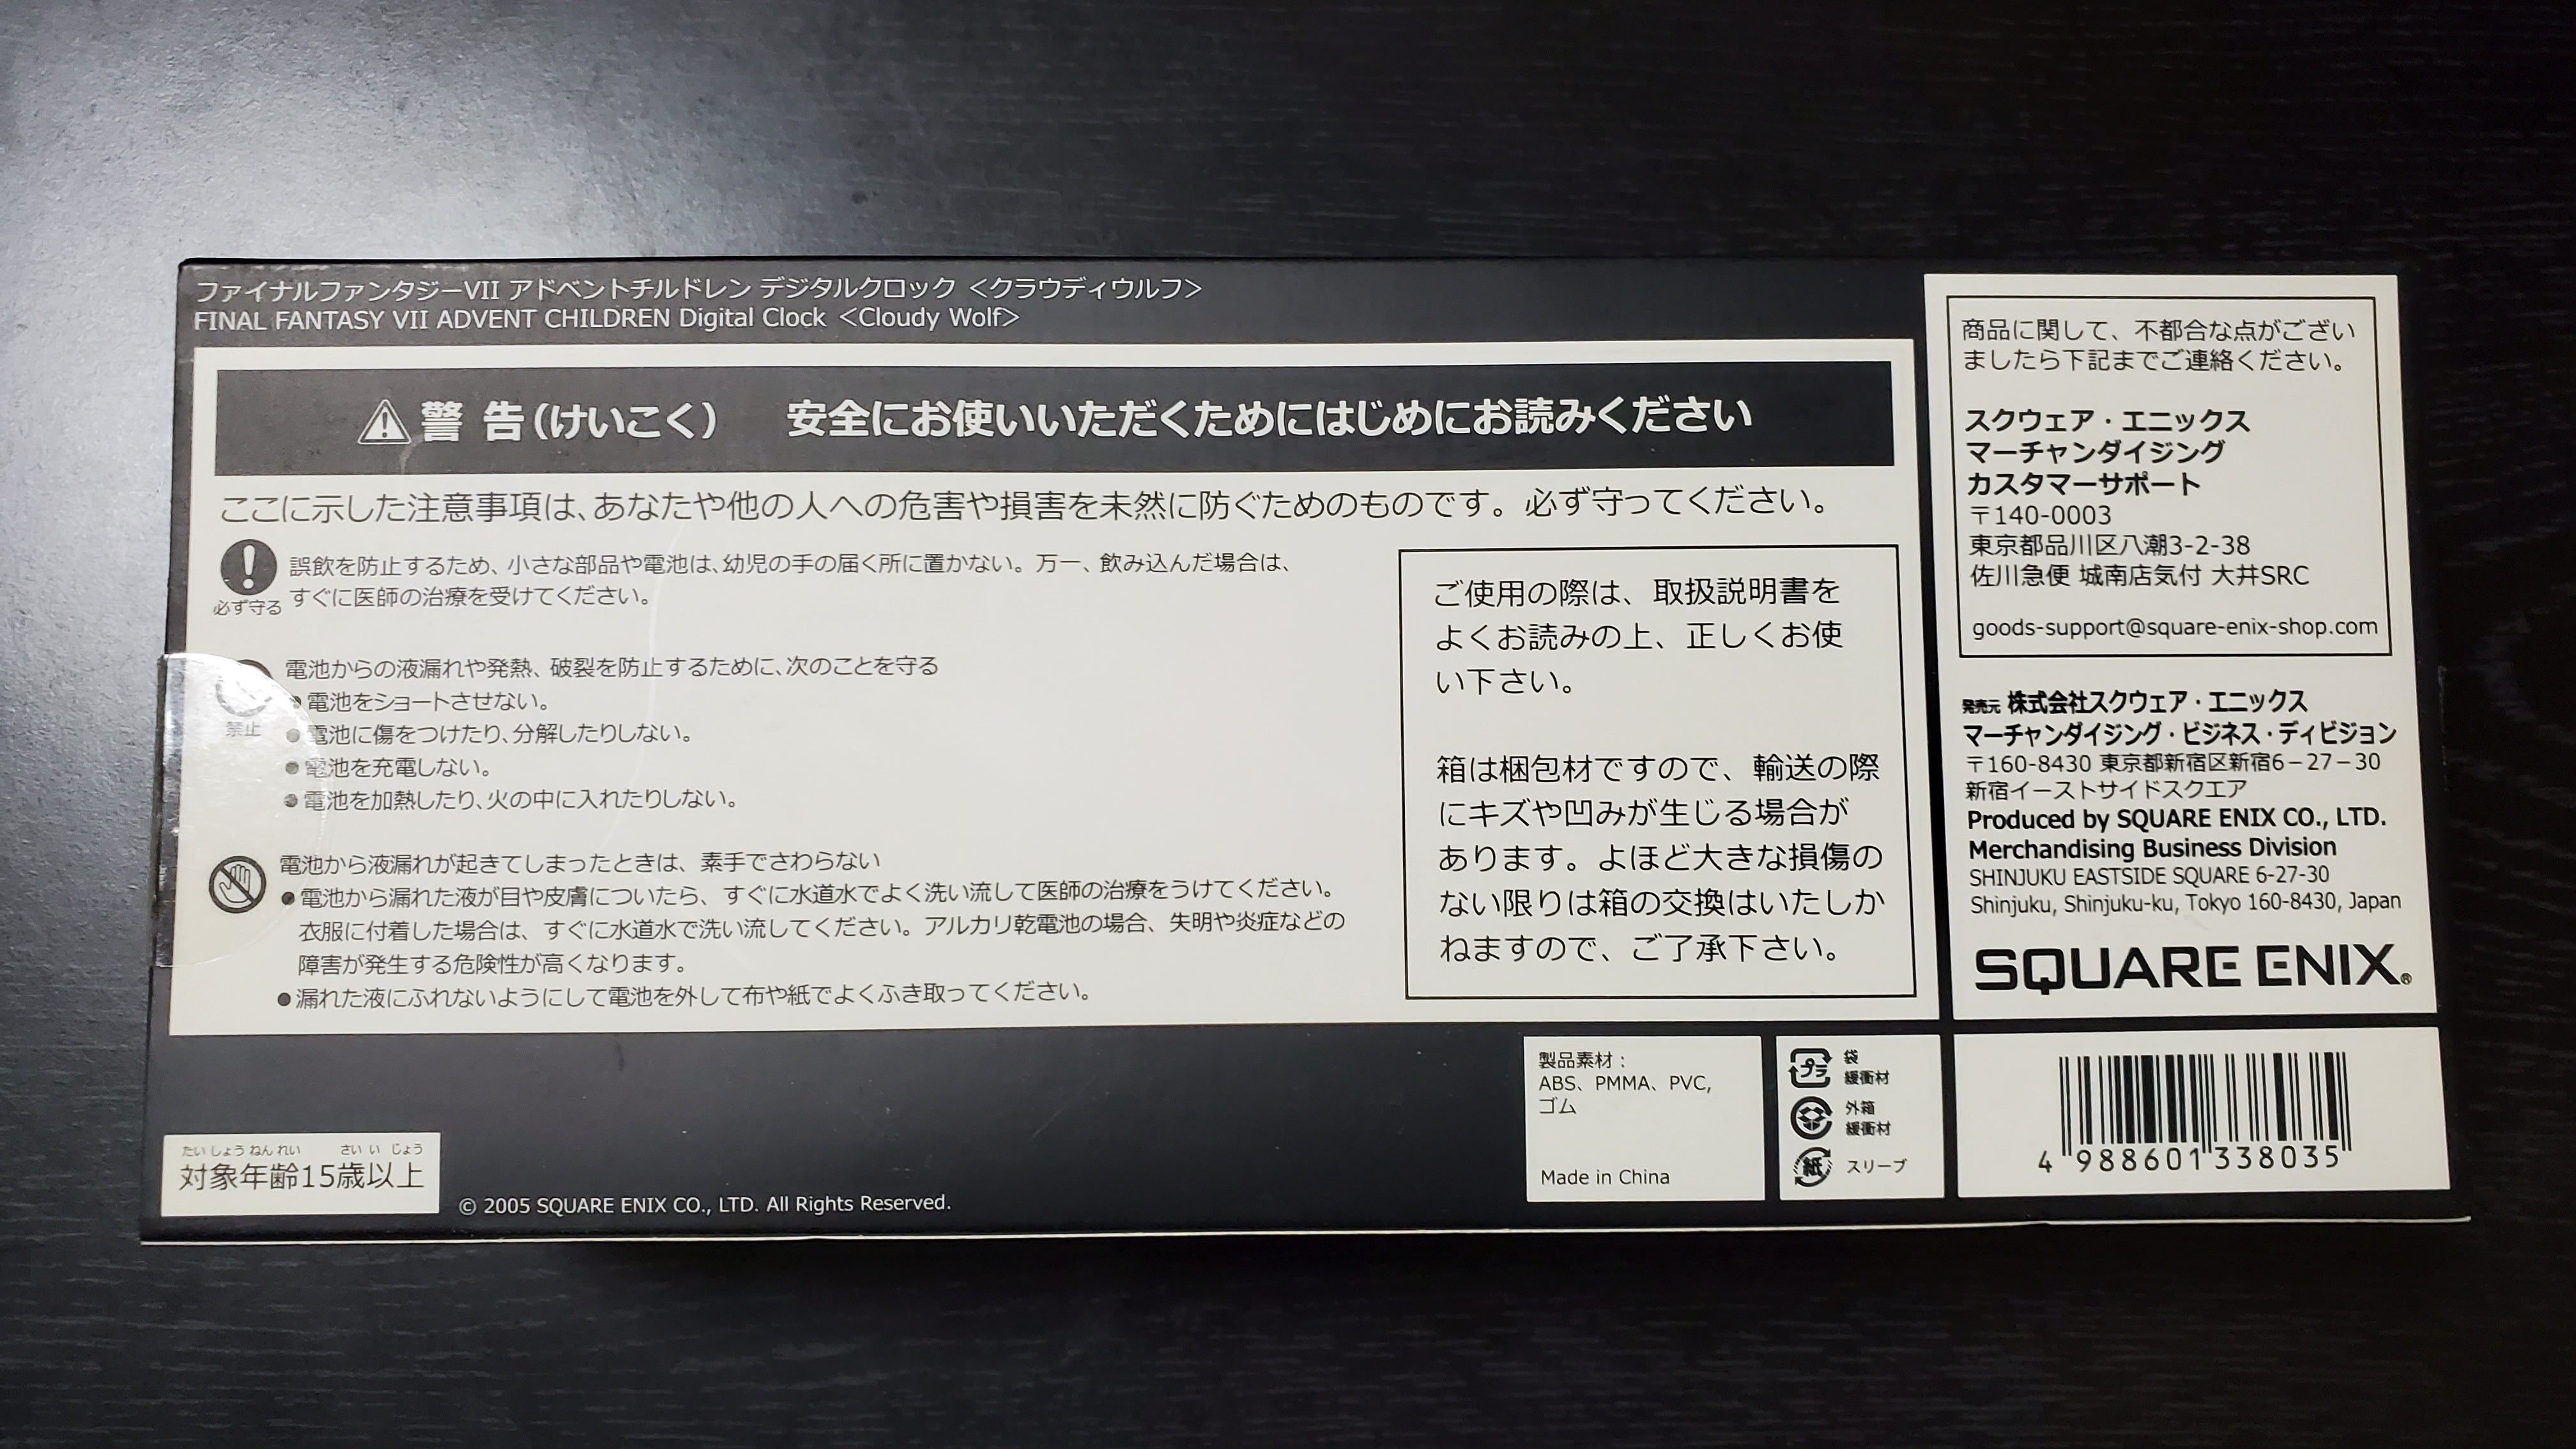 ファイナルファンタジーVII アドベントチルドレン デジタルクロック <クラウディウルフ>
FINAL FANTASY VII ADVENT CHILDREN Digital Clock <Cloudy Wolf>
警 告(けいこく) 安全にお使いいただくためにはじめにお読みください
ここに示した注意事項は、あなたや他の人への危害や損害を未然に防ぐためのものです。必ず守ってください。
必ず守る
誤飲を防止するため、小さな部品や電池は、幼児の手の届く所に置かない。万一、飲み込んだ場合は、
すぐに医師の治療を受けてください。
禁止
電池からの液漏れや発熱、破裂を防止するために、次のことを守る
●電池をショートさせない。
●電池に傷をつけたり、分解したりしない。
●電池を充電しない。
●電池を加熱したり、火の中に入れたりしない。
電池から液漏れが起きてしまったときは、素手でさわらない
●電池から漏れた液が目や皮膚についたら、すぐに水道水でよく洗い流して医師の治療をうけてください。
衣服に付着した場合は、すぐに水道水で洗い流してください。アルカリ乾電池の場合、失明や炎症などの
障害が発生する危険性が高くなります。
●漏れた液にふれないようにして電池を外して布や紙でよくふき取ってください。
ご使用の際は、取扱説明書を
よくお読みの上、正しくお使
い下さい。
箱は梱包材ですので、輸送の際
にキズや凹みが生じる場合が
あります。よほど大きな損傷の
ない限りは箱の交換はいたしか
ねますので、ご了承下さい。
商品に関して、不都合な点がござい
ましたら下記までご連絡ください。
スクウェア・エニックス
マーチャンダイジング
カスタマーサポート
〒140-0003
東京都品川区八潮3-2-38
佐川急便 城南店気付 大井SRC
goods-support@square-enix-shop.com
発売元 株式会社スクウェア・エニックス
マーチャンダイジング・ビジネス・ディビジョン
〒160-8430 東京都新宿区新宿6－27－30
新宿イーストサイドスクエア
Produced by SQUARE ENIX CO., LTD.
Merchandising Business Division
SHINJUKU EASTSIDE SQUARE 6-27-30
Shinjuku, Shinjuku-ku, Tokyo 160-8430, Japan
SQUARE ENIX®
たいしょうねんれい さいいじょう
対象年齢15歳以上
© 2005 SQUARE ENIX CO., LTD. All Rights Reserved.
製品素材：
ABS、PMMA、PVC,
ゴム
Made in China
プラ 袋
緩衝材
外箱
緩衝材
紙 スリーブ
4 988601 338035